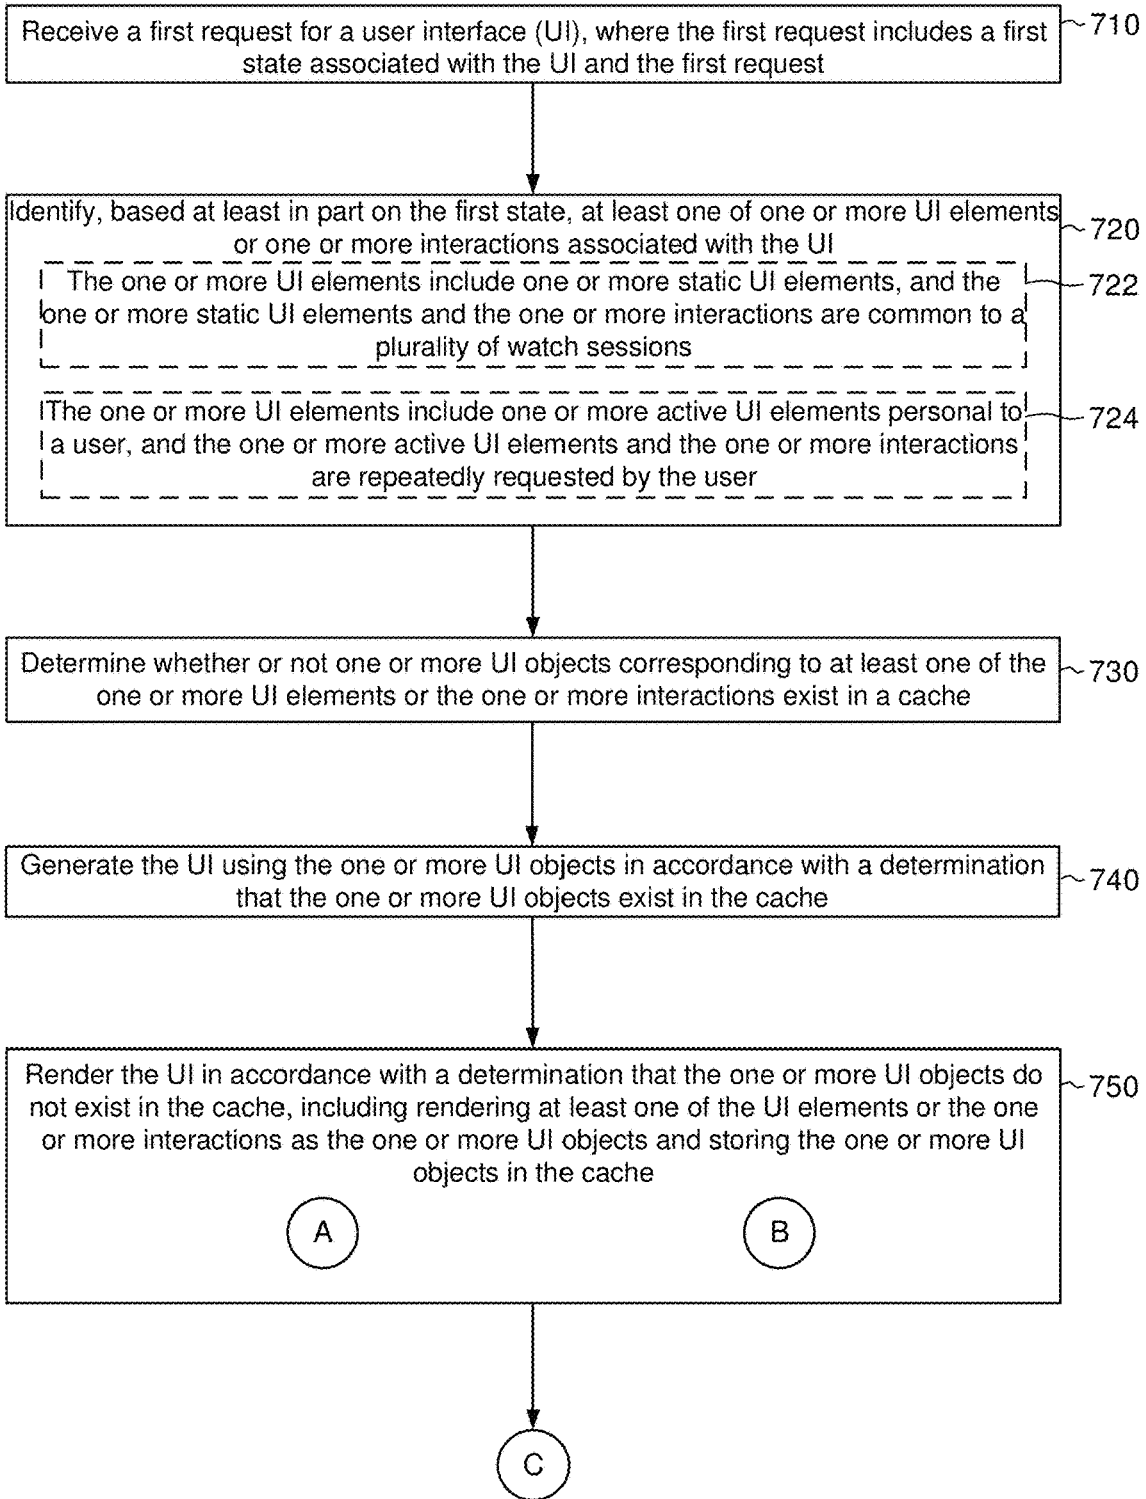 Receive a first request for a user interface (UI), where the first request includes a first
state associated with the UI and the first request
710
Identify, based at least in part on the first state, at least one of one or more UI elements
or one or more interactions associated with the UI
720
The one or more UI elements include one or more static UI elements, and the
one or more static UI elements and the one or more interactions are common to a
plurality of watch sessions
722
The one or more UI elements include one or more active UI elements personal to
a user, and the one or more active UI elements and the one or more interactions
are repeatedly requested by the user
724
Determine whether or not one or more UI objects corresponding to at least one of the
one or more UI elements or the one or more interactions exist in a cache
730
Generate the UI using the one or more UI objects in accordance with a determination
that the one or more UI objects exist in the cache
740
Render the UI in accordance with a determination that the one or more UI objects do
not exist in the cache, including rendering at least one of the UI elements or the one
or more interactions as the one or more UI objects and storing the one or more UI
objects in the cache
750
A
B
C